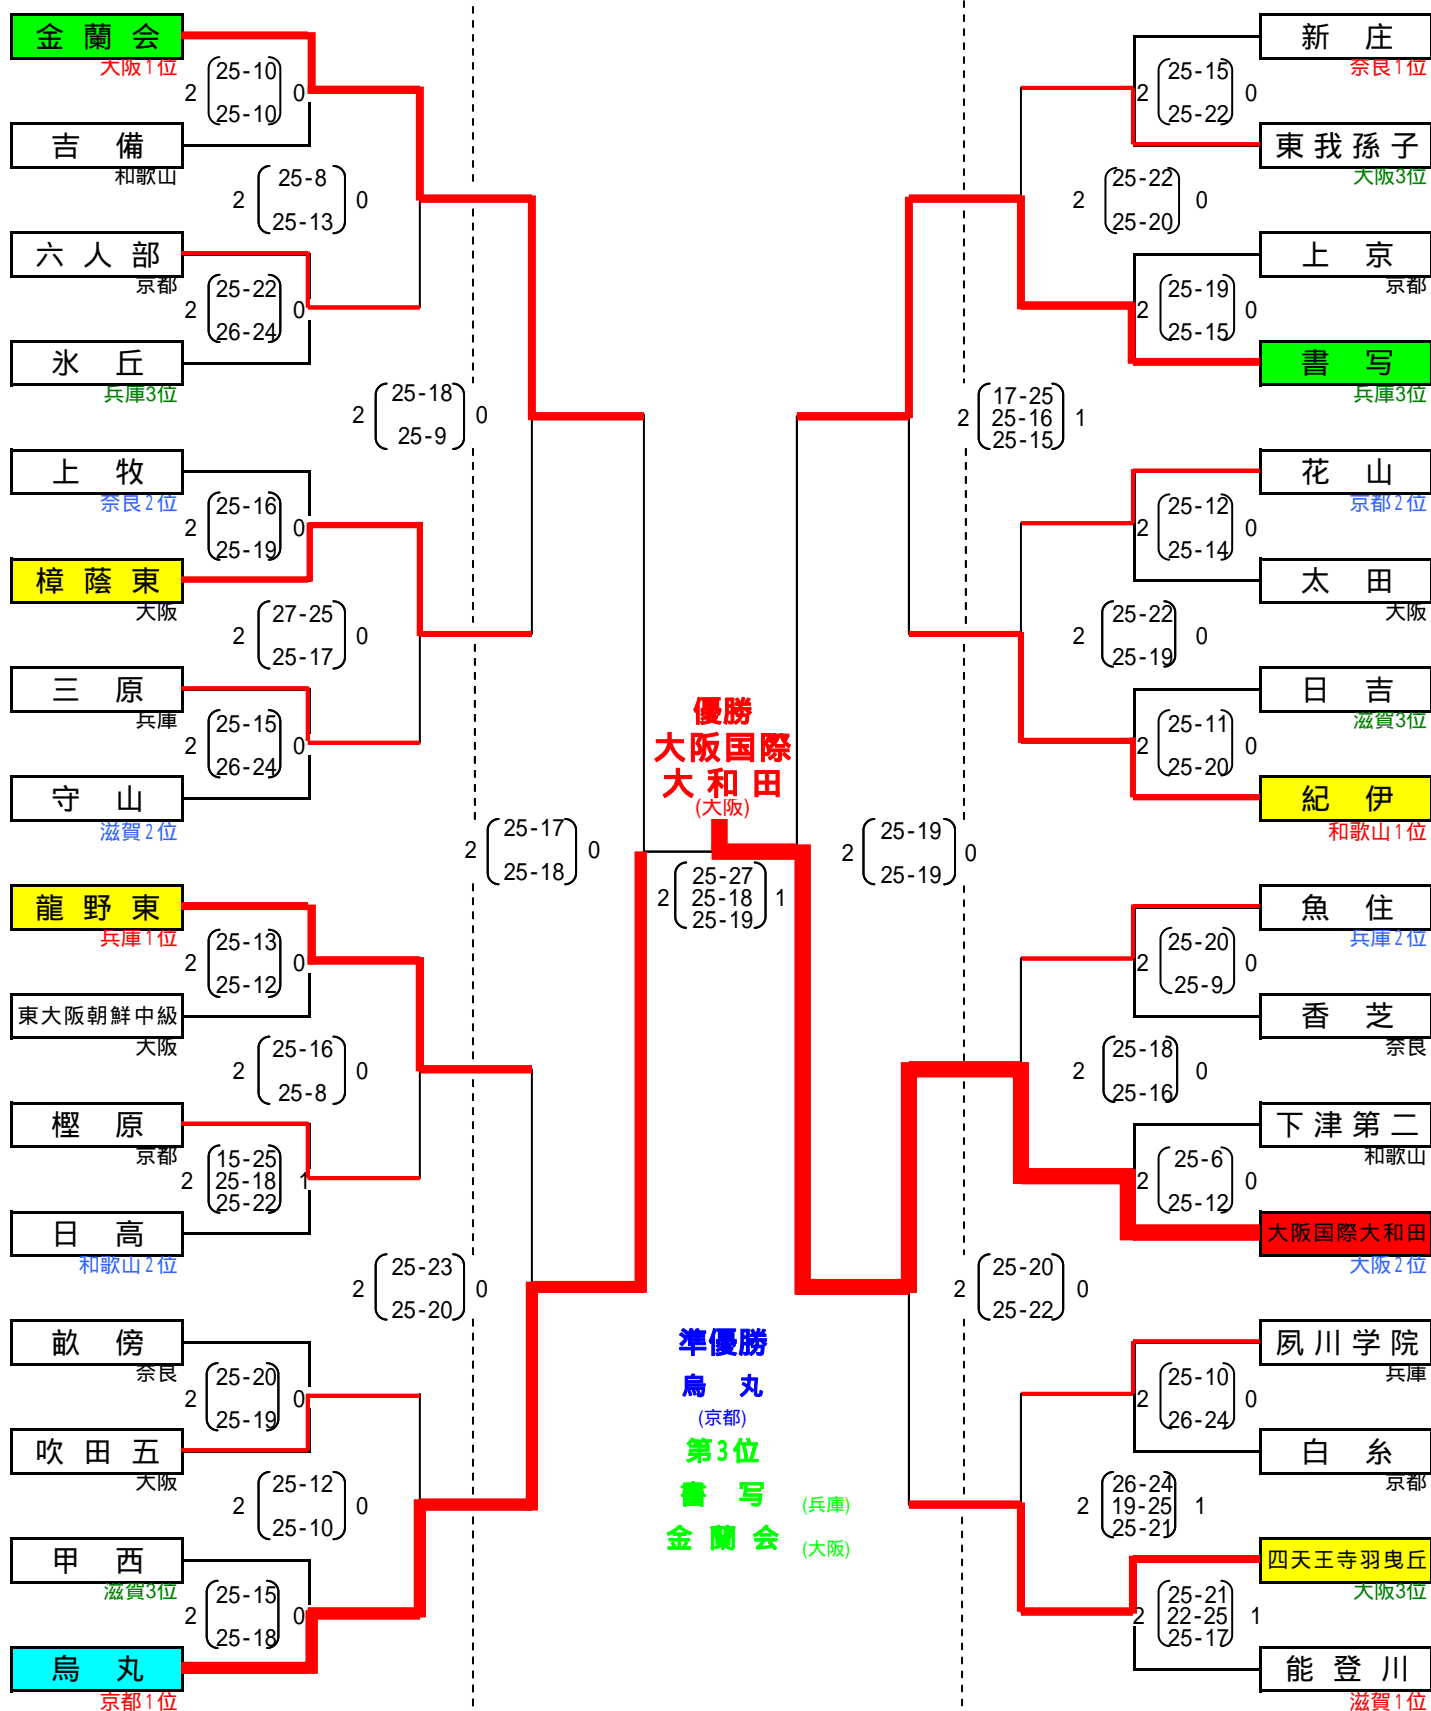 金蘭会
大阪1位
2 25-10 0
25-10
吉備
和歌山
2 25-8 0
25-13
六人部
京都
2 25-22 0
26-24
氷丘
兵庫3位
2 25-18 0
25-9
上牧
奈良2位
2 25-16 0
25-19
樟蔭東
大阪
2 27-25 0
25-17
三原
兵庫
2 25-15 0
26-24
守山
滋賀2位
2 25-17 0
25-18
龍野東
兵庫1位
2 25-13 0
25-12
東大阪朝鮮中級
大阪
2 25-16 0
25-8
樫原
京都
15-25
2 25-18 1
25-22
日高
和歌山2位
2 25-23 0
25-20
畝傍
奈良
2 25-20 0
25-19
吹田五
大阪
2 25-12 0
25-10
甲西
滋賀3位
2 25-15 0
25-18
烏丸
京都1位
優勝
大阪国際
大和田
(大阪)
25-27
2 25-18 1
25-19
準優勝
烏丸
(京都)
第3位
書写 (兵庫)
金蘭会 (大阪)
新庄
奈良1位
2 25-15 0
25-22
東我孫子
大阪3位
2 25-22 0
25-20
上京
京都
2 25-19 0
25-15
書写
兵庫3位
17-25
2 25-16 1
25-15
花山
京都2位
2 25-12 0
25-14
太田
大阪
2 25-22 0
25-19
日吉
滋賀3位
2 25-11 0
25-20
紀伊
和歌山1位
2 25-19 0
25-19
魚住
兵庫2位
2 25-20 0
25-9
香芝
奈良
2 25-18 0
25-16
下津第二
和歌山
2 25-6 0
25-12
大阪国際大和田
大阪2位
2 25-20 0
25-22
夙川学院
兵庫
2 25-10 0
26-24
白糸
京都
26-24
2 19-25 1
25-21
四天王寺羽曳丘
大阪3位
25-21
2 22-25 1
25-17
能登川
滋賀1位